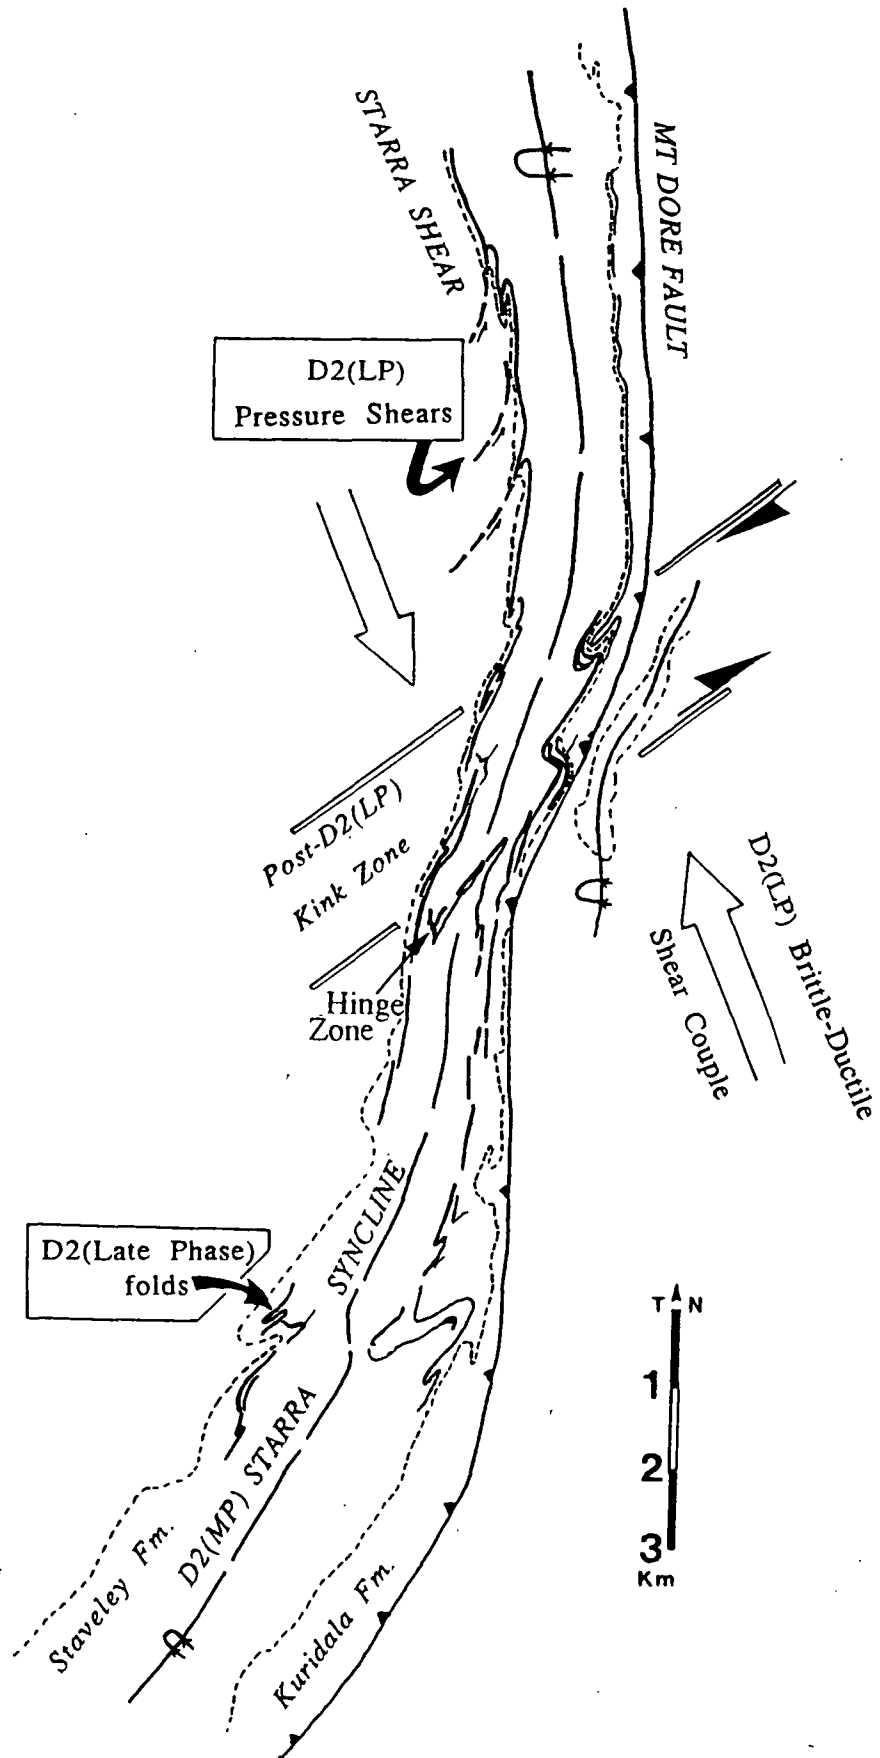 STARRA SHEAR
MT DORE FAULT
D2(LP)
Pressure Shears
Post-D2(LP)
Kink Zone
Hinge
Zone
D2(LP) Brittle-Ductile
Shear Couple
D2(Late Phase)
folds
D2(MP) STARRA SYNCLINE
Staveley Fm.
Kuridala Fm.
T N
1
2
3
Km